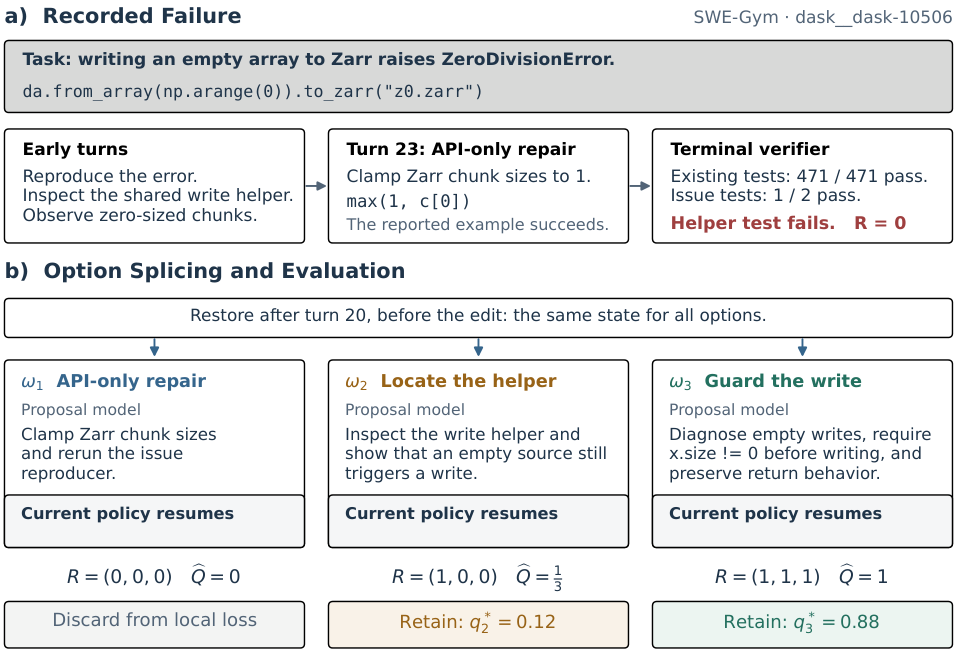 a) Recorded Failure
SWE-Gym · dask__dask-10506
Task: writing an empty array to Zarr raises ZeroDivisionError.
da.from_array(np.arange(0)).to_zarr("z0.zarr")
Early turns
Reproduce the error.
Inspect the shared write helper.
Observe zero-sized chunks.
Turn 23: API-only repair
Clamp Zarr chunk sizes to 1.
max(1, c[0])
The reported example succeeds.
Terminal verifier
Existing tests: 471 / 471 pass.
Issue tests: 1 / 2 pass.
Helper test fails. R = 0
b) Option Splicing and Evaluation
Restore after turn 20, before the edit: the same state for all options.
ω₁ API-only repair
Proposal model
Clamp Zarr chunk sizes
and rerun the issue
reproducer.
Current policy resumes
R = (0, 0, 0) Q̂ = 0
Discard from local loss
ω₂ Locate the helper
Proposal model
Inspect the write helper and
show that an empty source still
triggers a write.
Current policy resumes
R = (1, 0, 0) Q̂ = 1/3
Retain: q₂* = 0.12
ω₃ Guard the write
Proposal model
Diagnose empty writes, require
x.size != 0 before writing, and
preserve return behavior.
Current policy resumes
R = (1, 1, 1) Q̂ = 1
Retain: q₃* = 0.88